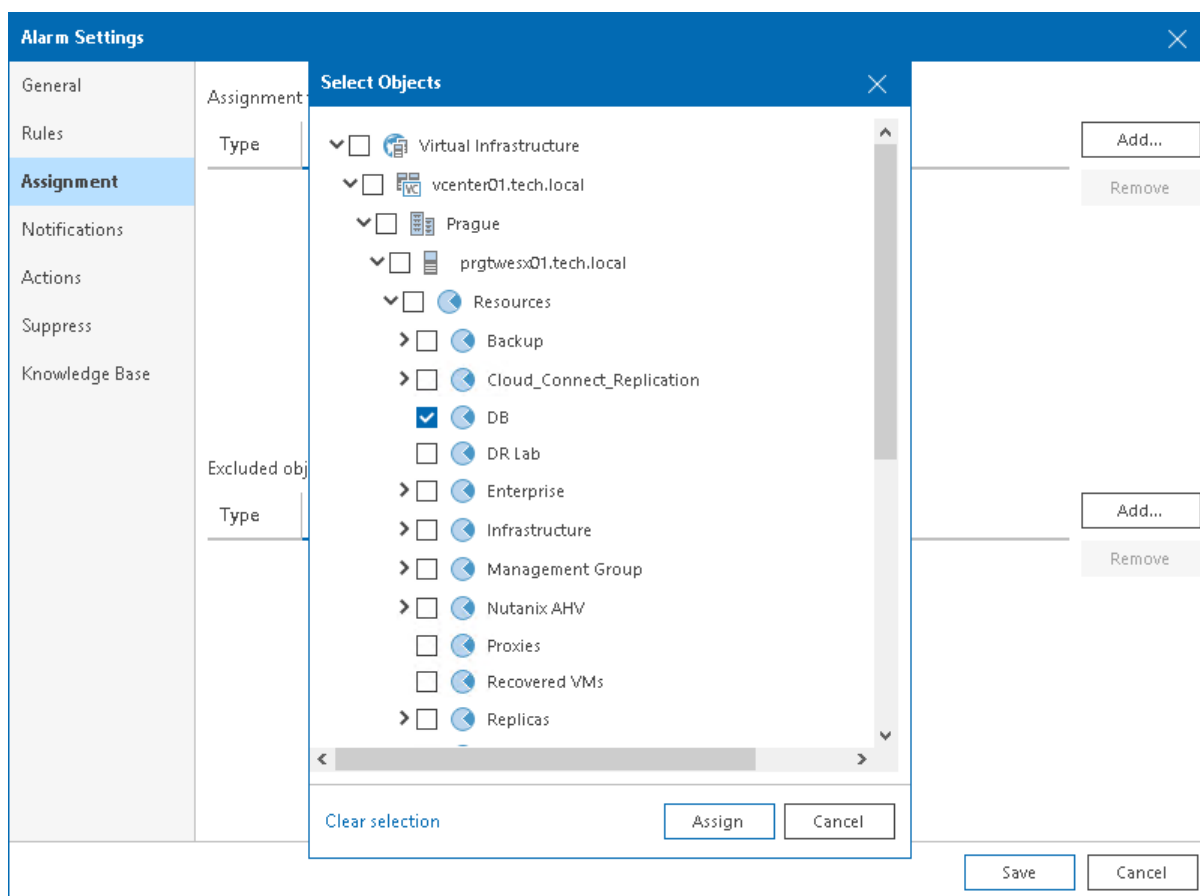 Alarm Settings
General
Rules
Assignment
Notifications
Actions
Suppress
Knowledge Base
Assignment
Type
Add...
Remove
Excluded obj
Type
Add...
Remove
Select Objects
Virtual Infrastructure
VC
vcenter01.tech.local
Prague
prgtwesx01.tech.local
Resources
Backup
Cloud_Connect_Replication
DB
DR Lab
Enterprise
Infrastructure
Management Group
Nutanix AHV
Proxies
Recovered VMs
Replicas
Clear selection
Assign
Cancel
Save
Cancel